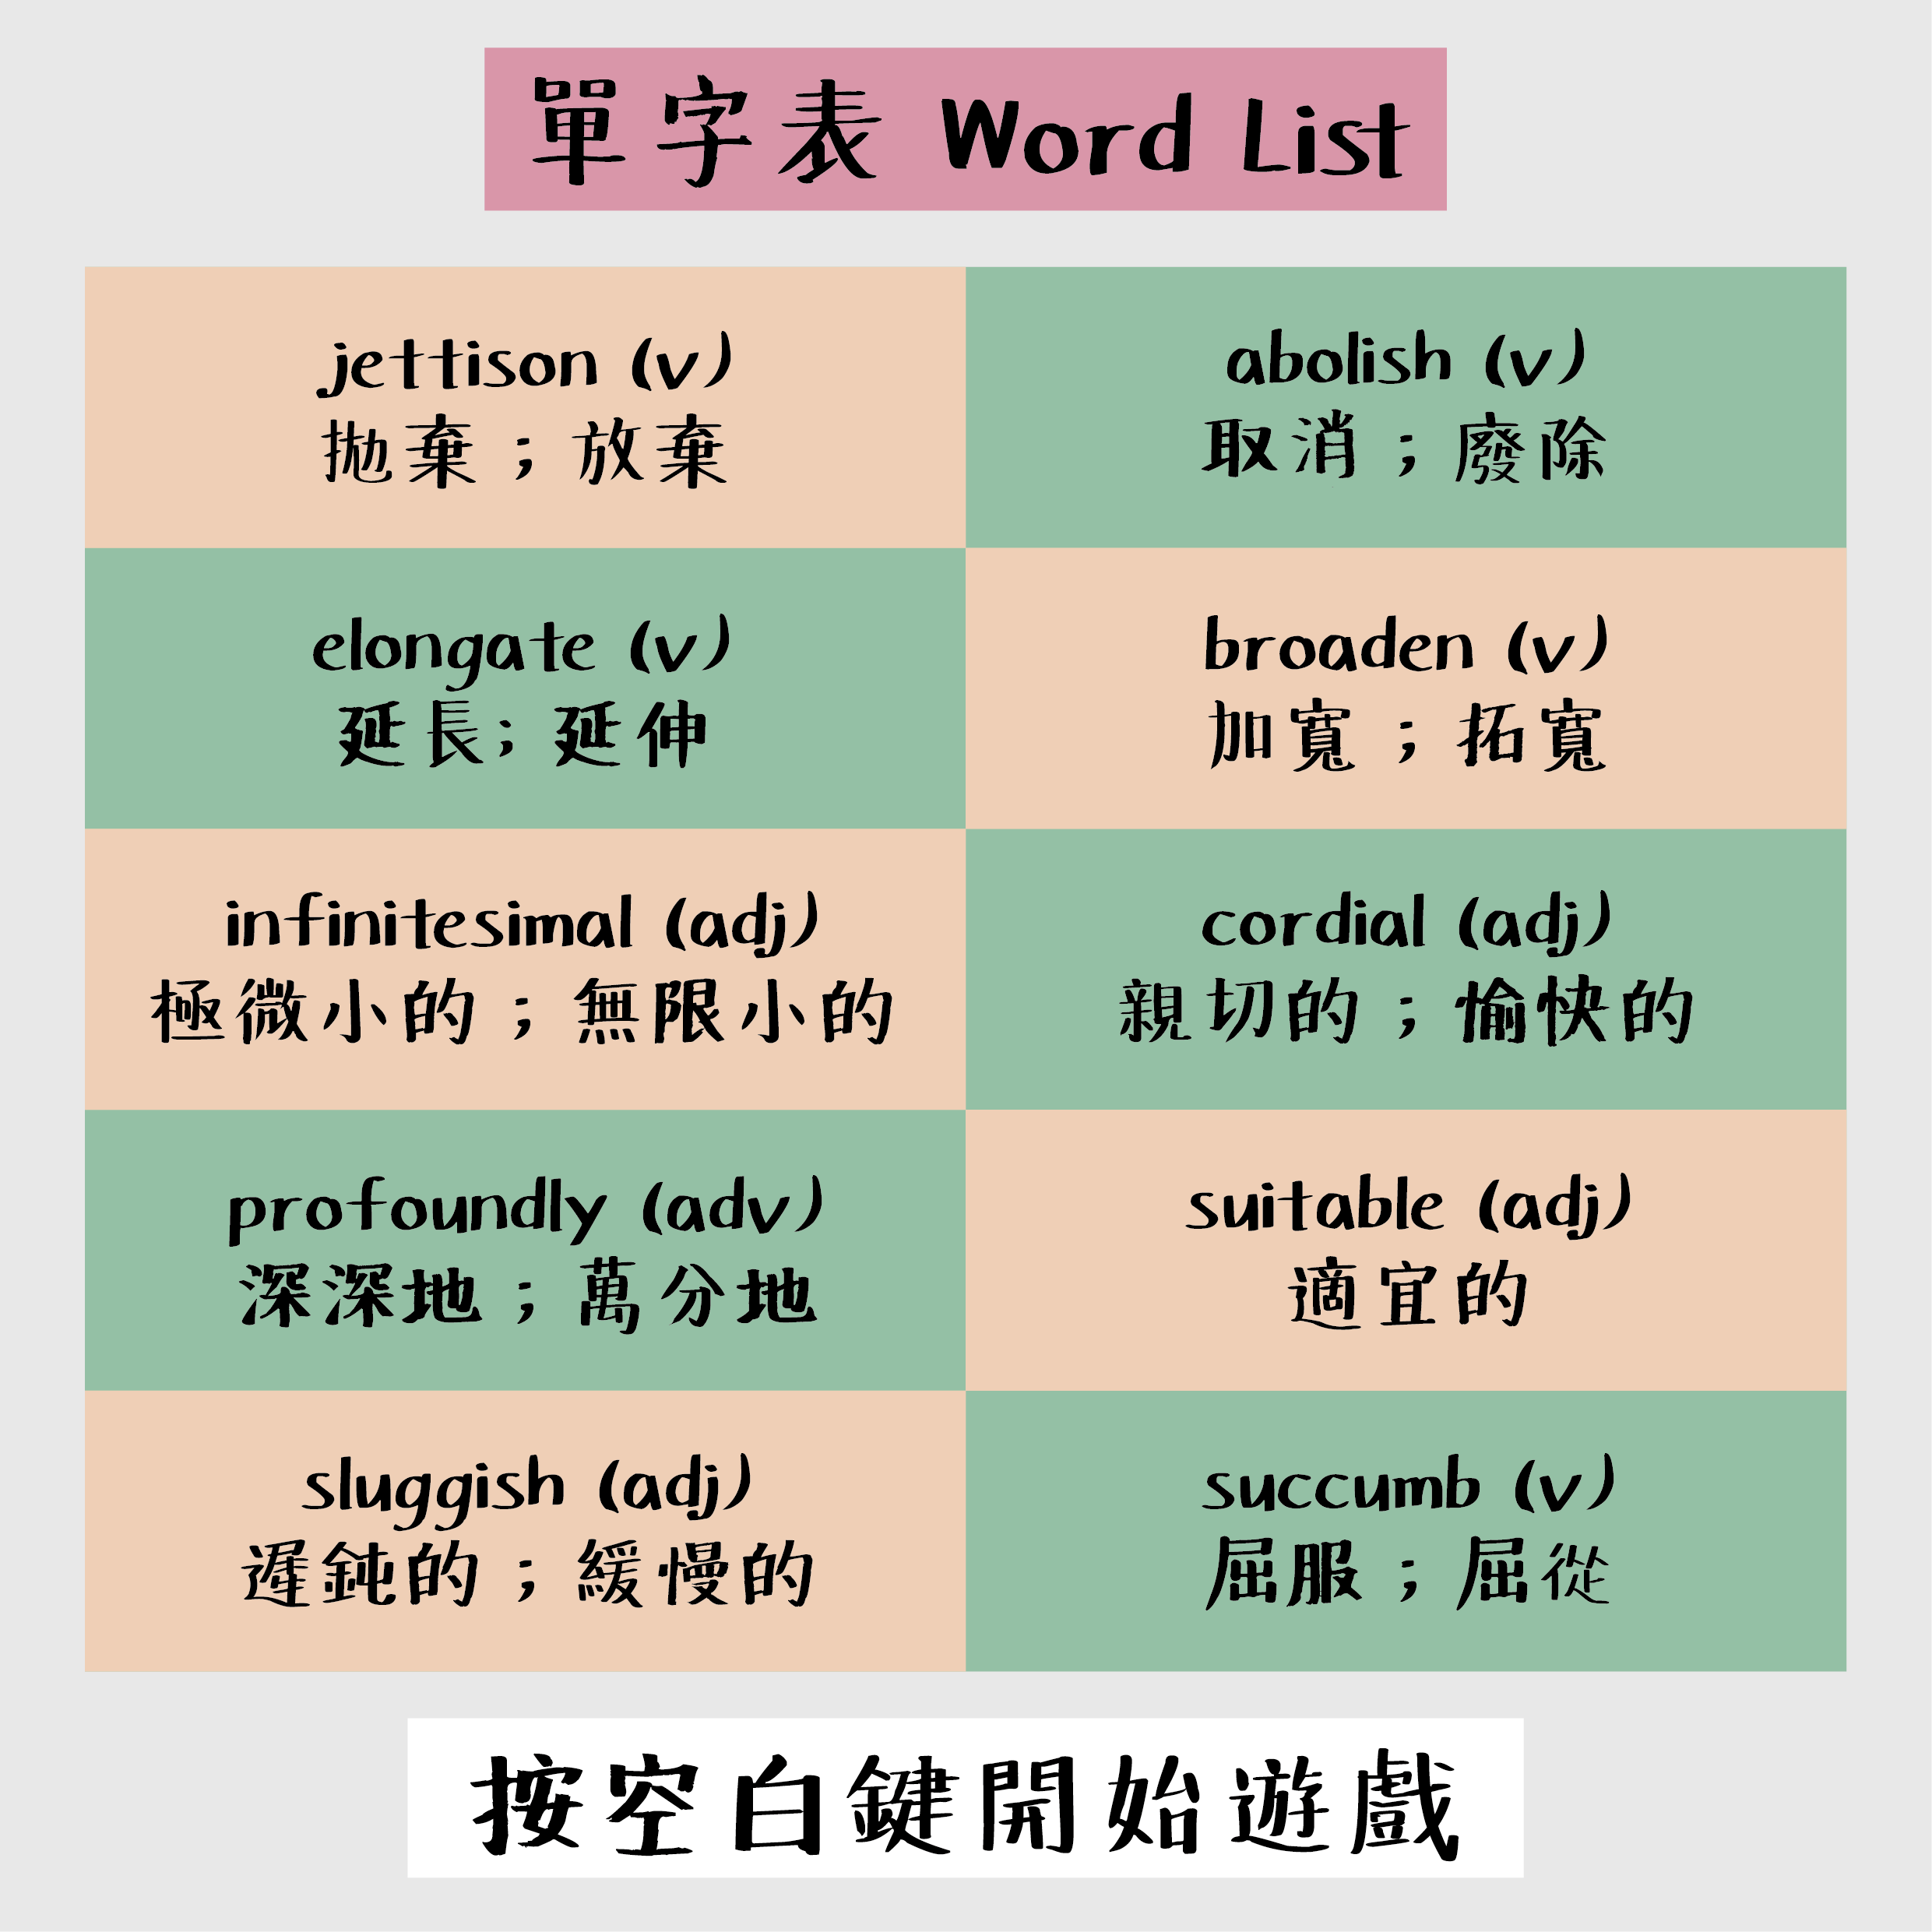 單字表 Word List
jettison (v)
拋棄；放棄
abolish (v)
取消；廢除
elongate (v)
延長; 延伸
broaden (v)
加寬；拓寬
infinitesimal (adj)
極微小的；無限小的
cordial (adj)
親切的；愉快的
profoundly (adv)
深深地；萬分地
suitable (adj)
適宜的
sluggish (adj)
遲鈍的；緩慢的
succumb (v)
屈服；屈從
按空白鍵開始遊戲